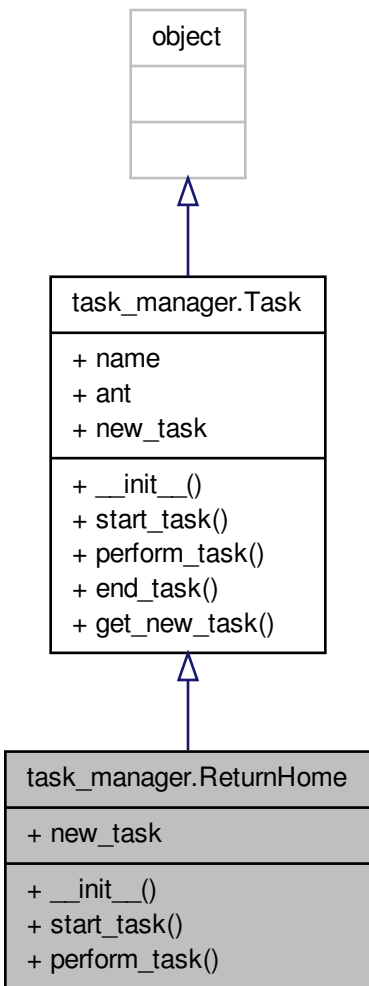 object
task_manager.Task
+ name
+ ant
+ new_task
+ __init__()
+ start_task()
+ perform_task()
+ end_task()
+ get_new_task()
task_manager.ReturnHome
+ new_task
+ __init__()
+ start_task()
+ perform_task()